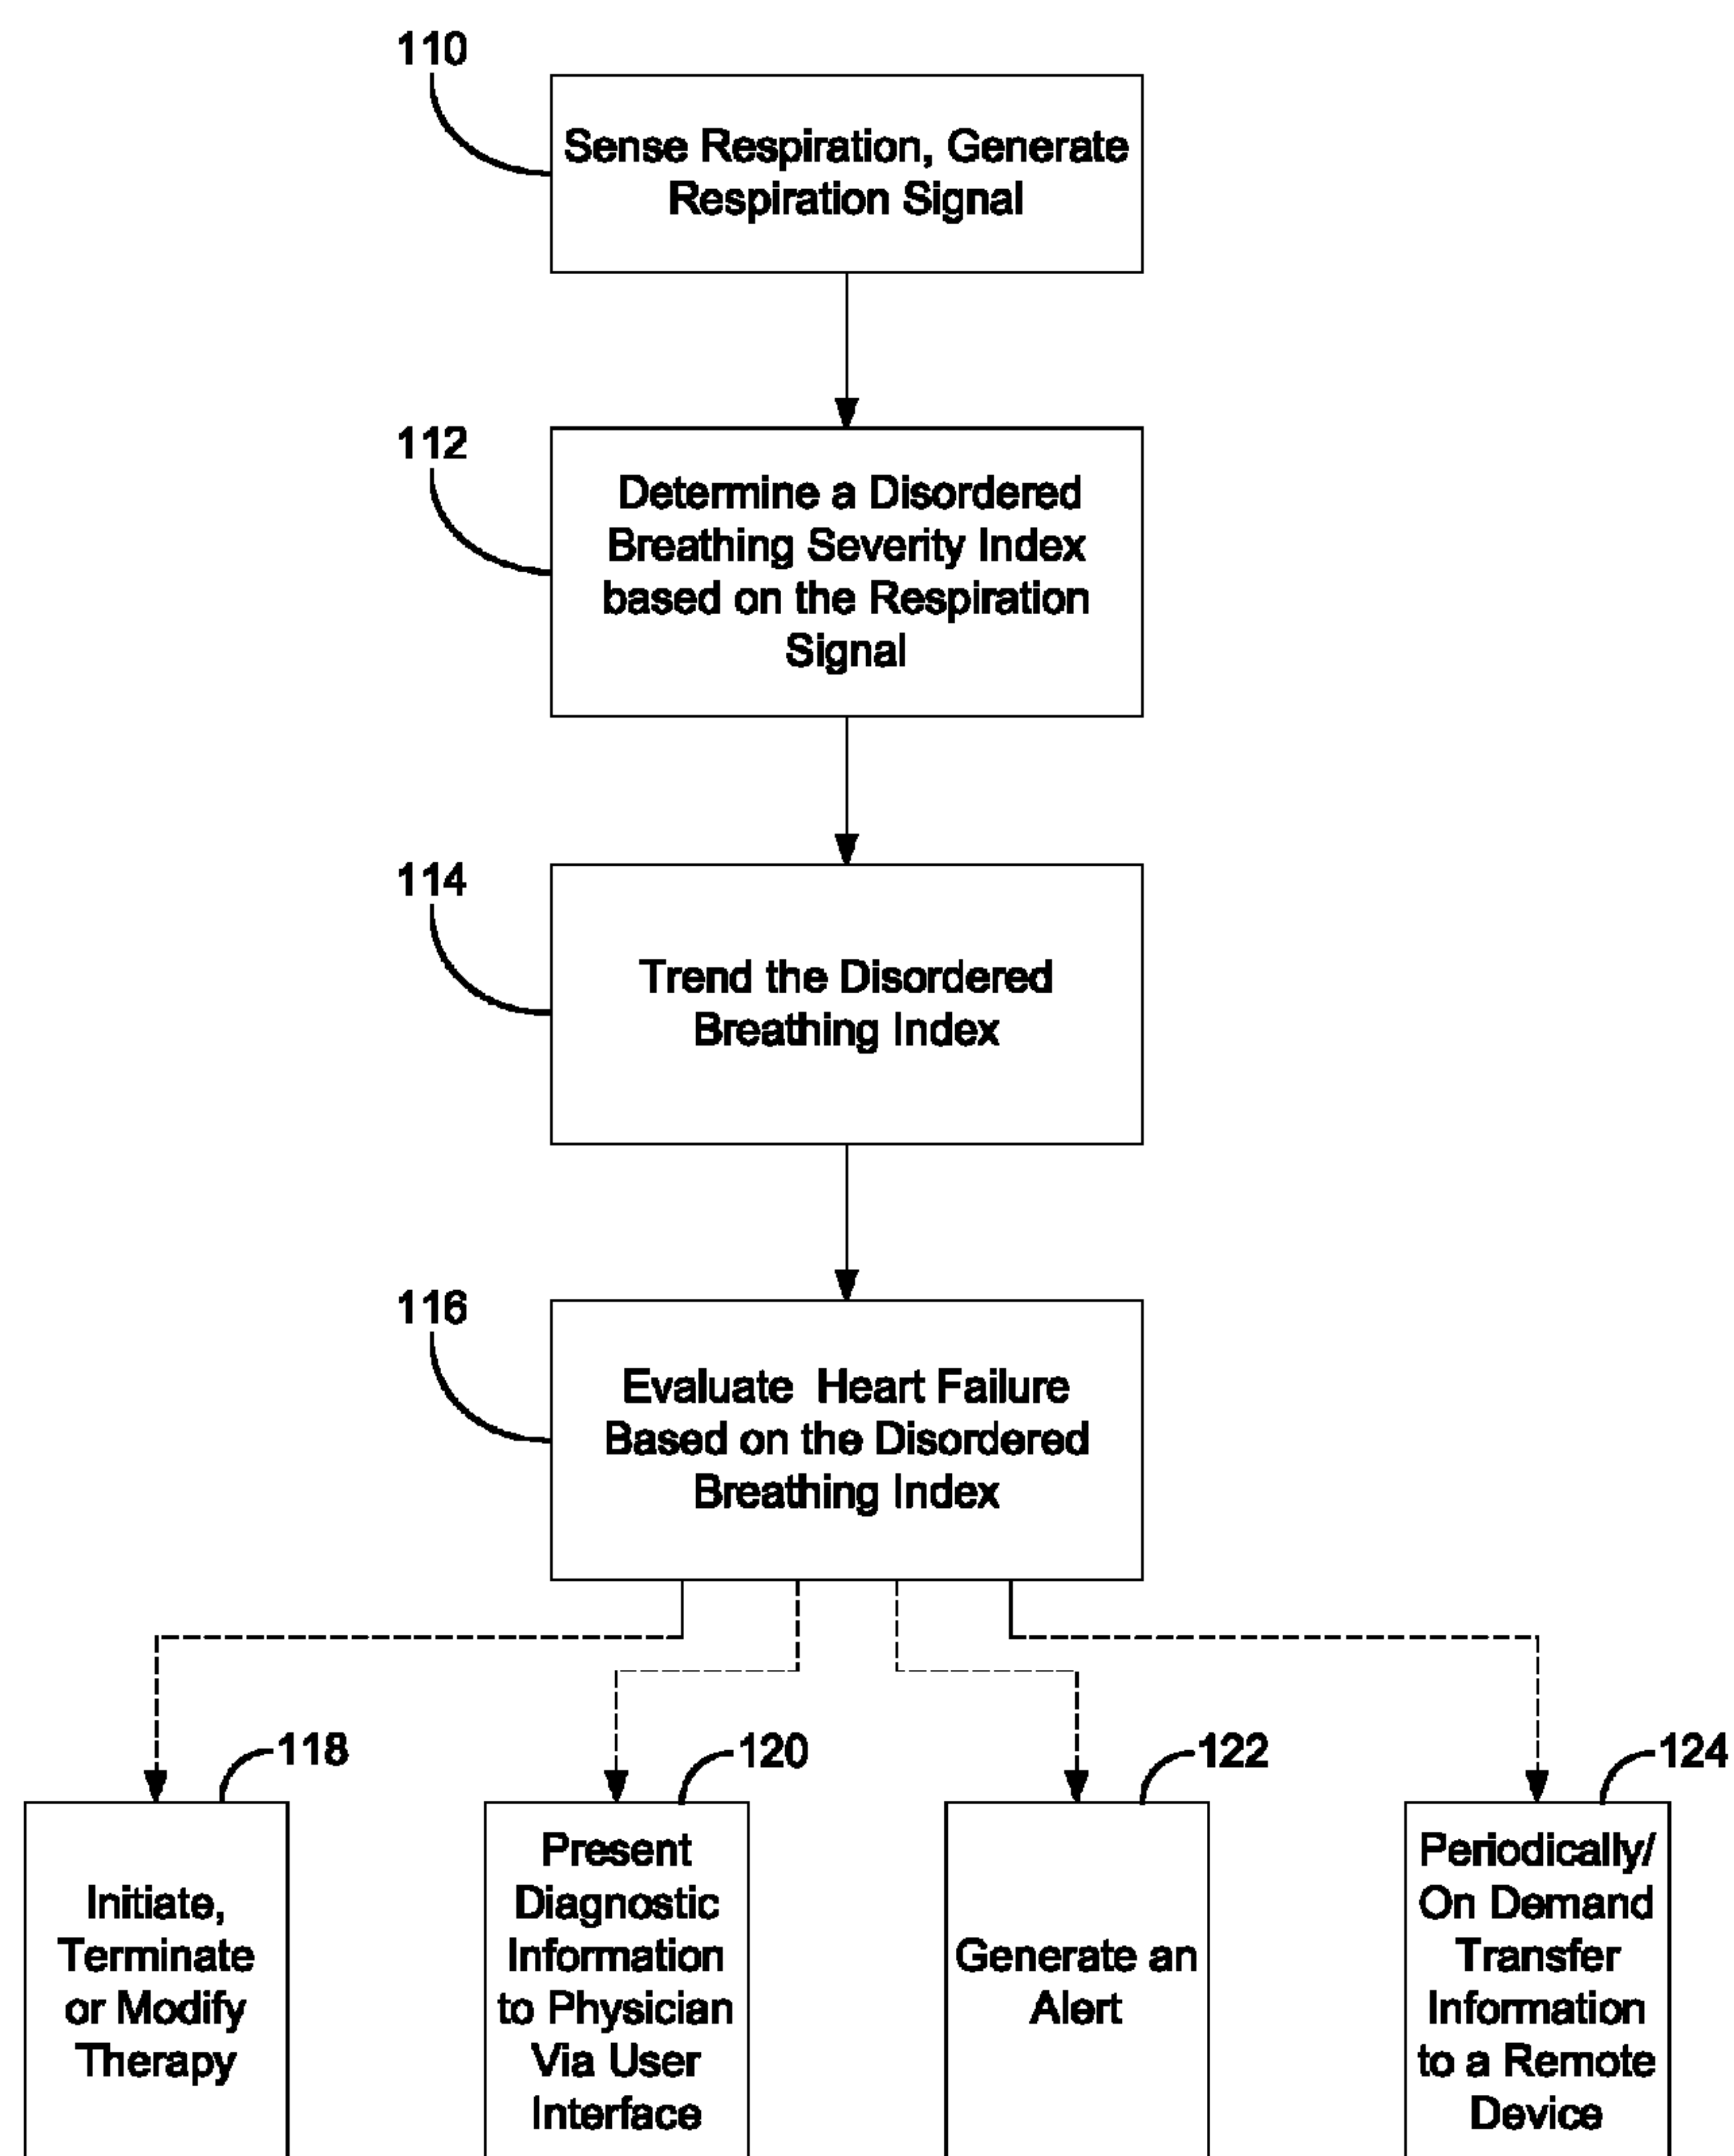 110
Sense Respiration, Generate
Respiration Signal
112
Determine a Disordered
Breathing Severity Index
based on the Respiration
Signal
114
Trend the Disordered
Breathing Index
116
Evaluate Heart Failure
Based on the Disordered
Breathing Index
118
Initiate,
Terminate
or Modify
Therapy
120
Present
Diagnostic
Information
to Physician
Via User
Interface
122
Generate an
Alert
124
Periodically/
On Demand
Transfer
Information
to a Remote
Device